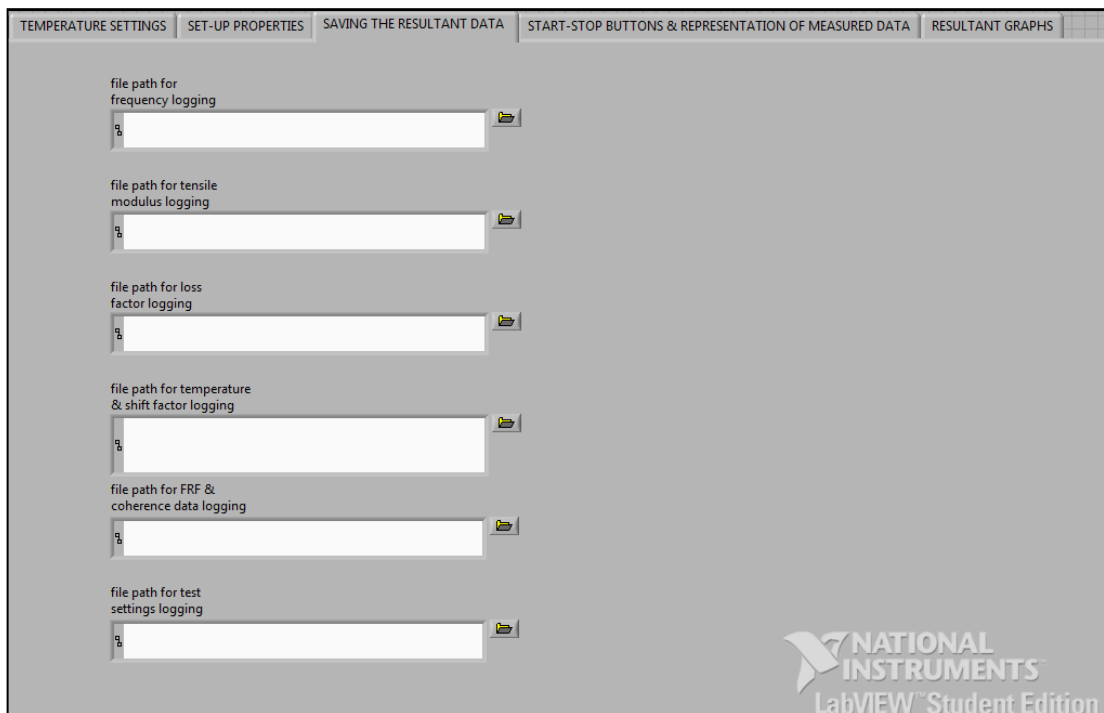 TEMPERATURE SETTINGS SET-UP PROPERTIES SAVING THE RESULTANT DATA START-STOP BUTTONS & REPRESENTATION OF MEASURED DATA RESULTANT GRAPHS
file path for
frequency logging
file path for tensile
modulus logging
file path for loss
factor logging
file path for temperature
& shift factor logging
file path for FRF &
coherence data logging
file path for test
settings logging
NATIONAL
INSTRUMENTS™
LabVIEW™ Student Edition